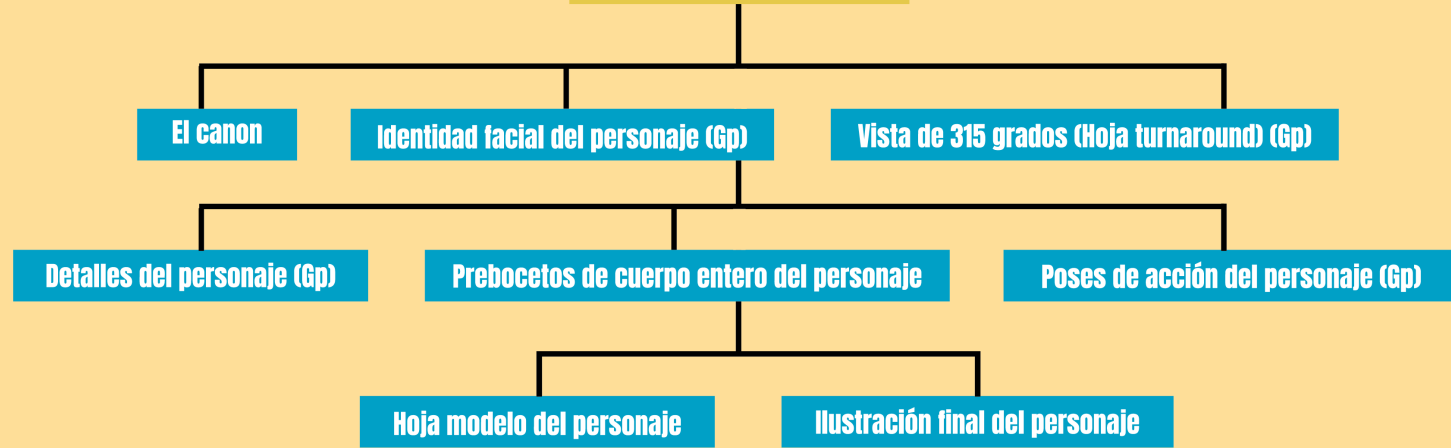 El canon
Identidad facial del personaje (Gp)
Vista de 315 grados (Hoja turnaround) (Gp)
Detalles del personaje (Gp)
Prebocetos de cuerpo entero del personaje
Poses de acción del personaje (Gp)
Hoja modelo del personaje
Ilustración final del personaje